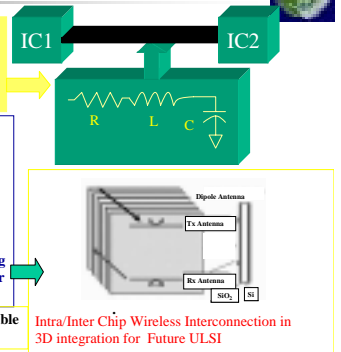 IC1
IC2
R
L
C
Dipole Antenna
Tx Antenna
Rx Antenna
SiO2
Si
ble
Intra/Inter Chip Wireless Interconnection in
3D integration for Future ULSI